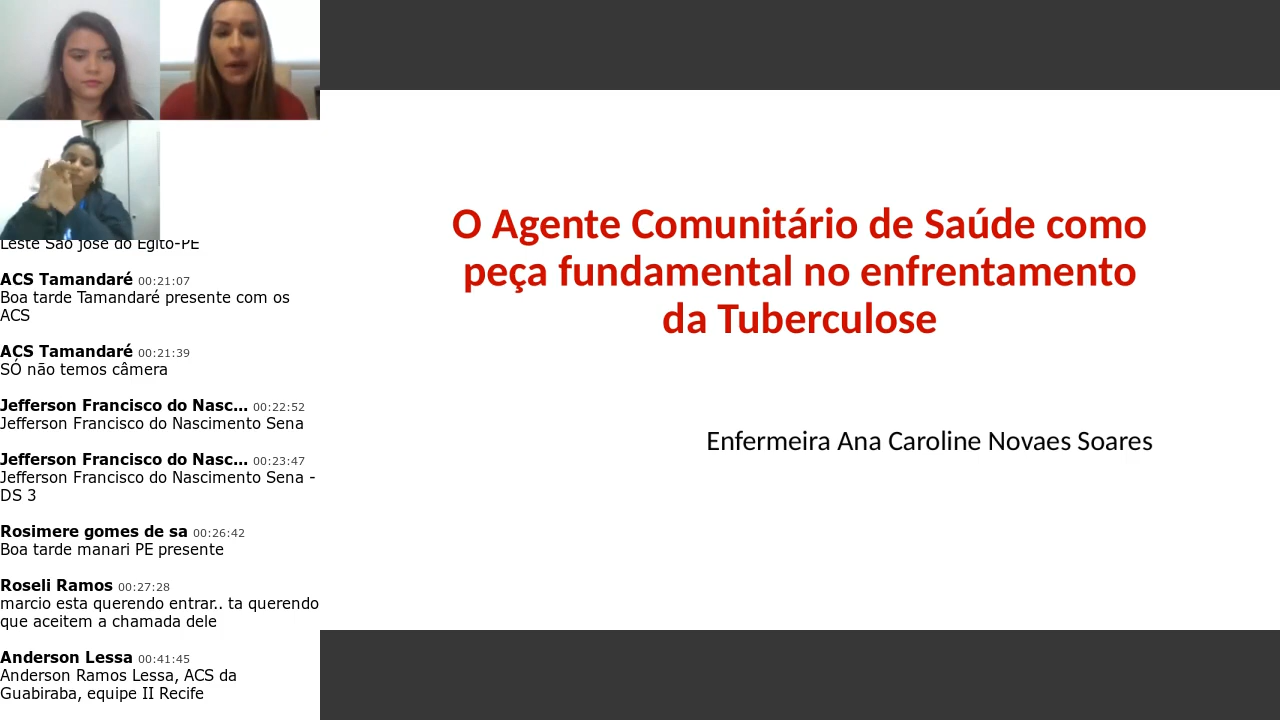 Leste São José do Egito-PE
ACS Tamandaré 00:21:07
Boa tarde Tamandaré presente com os
ACS
ACS Tamandaré 00:21:39
SÓ não temos câmera
Jefferson Francisco do Nasc... 00:22:52
Jefferson Francisco do Nascimento Sena
Jefferson Francisco do Nasc... 00:23:47
Jefferson Francisco do Nascimento Sena -
DS 3
Rosimere gomes de sa 00:26:42
Boa tarde manari PE presente
Roseli Ramos 00:27:28
marcio esta querendo entrar.. ta querendo
que aceitem a chamada dele
Anderson Lessa 00:41:45
Anderson Ramos Lessa, ACS da
Guabiraba, equipe II Recife
O Agente Comunitário de Saúde como
peça fundamental no enfrentamento
da Tuberculose
Enfermeira Ana Caroline Novaes Soares